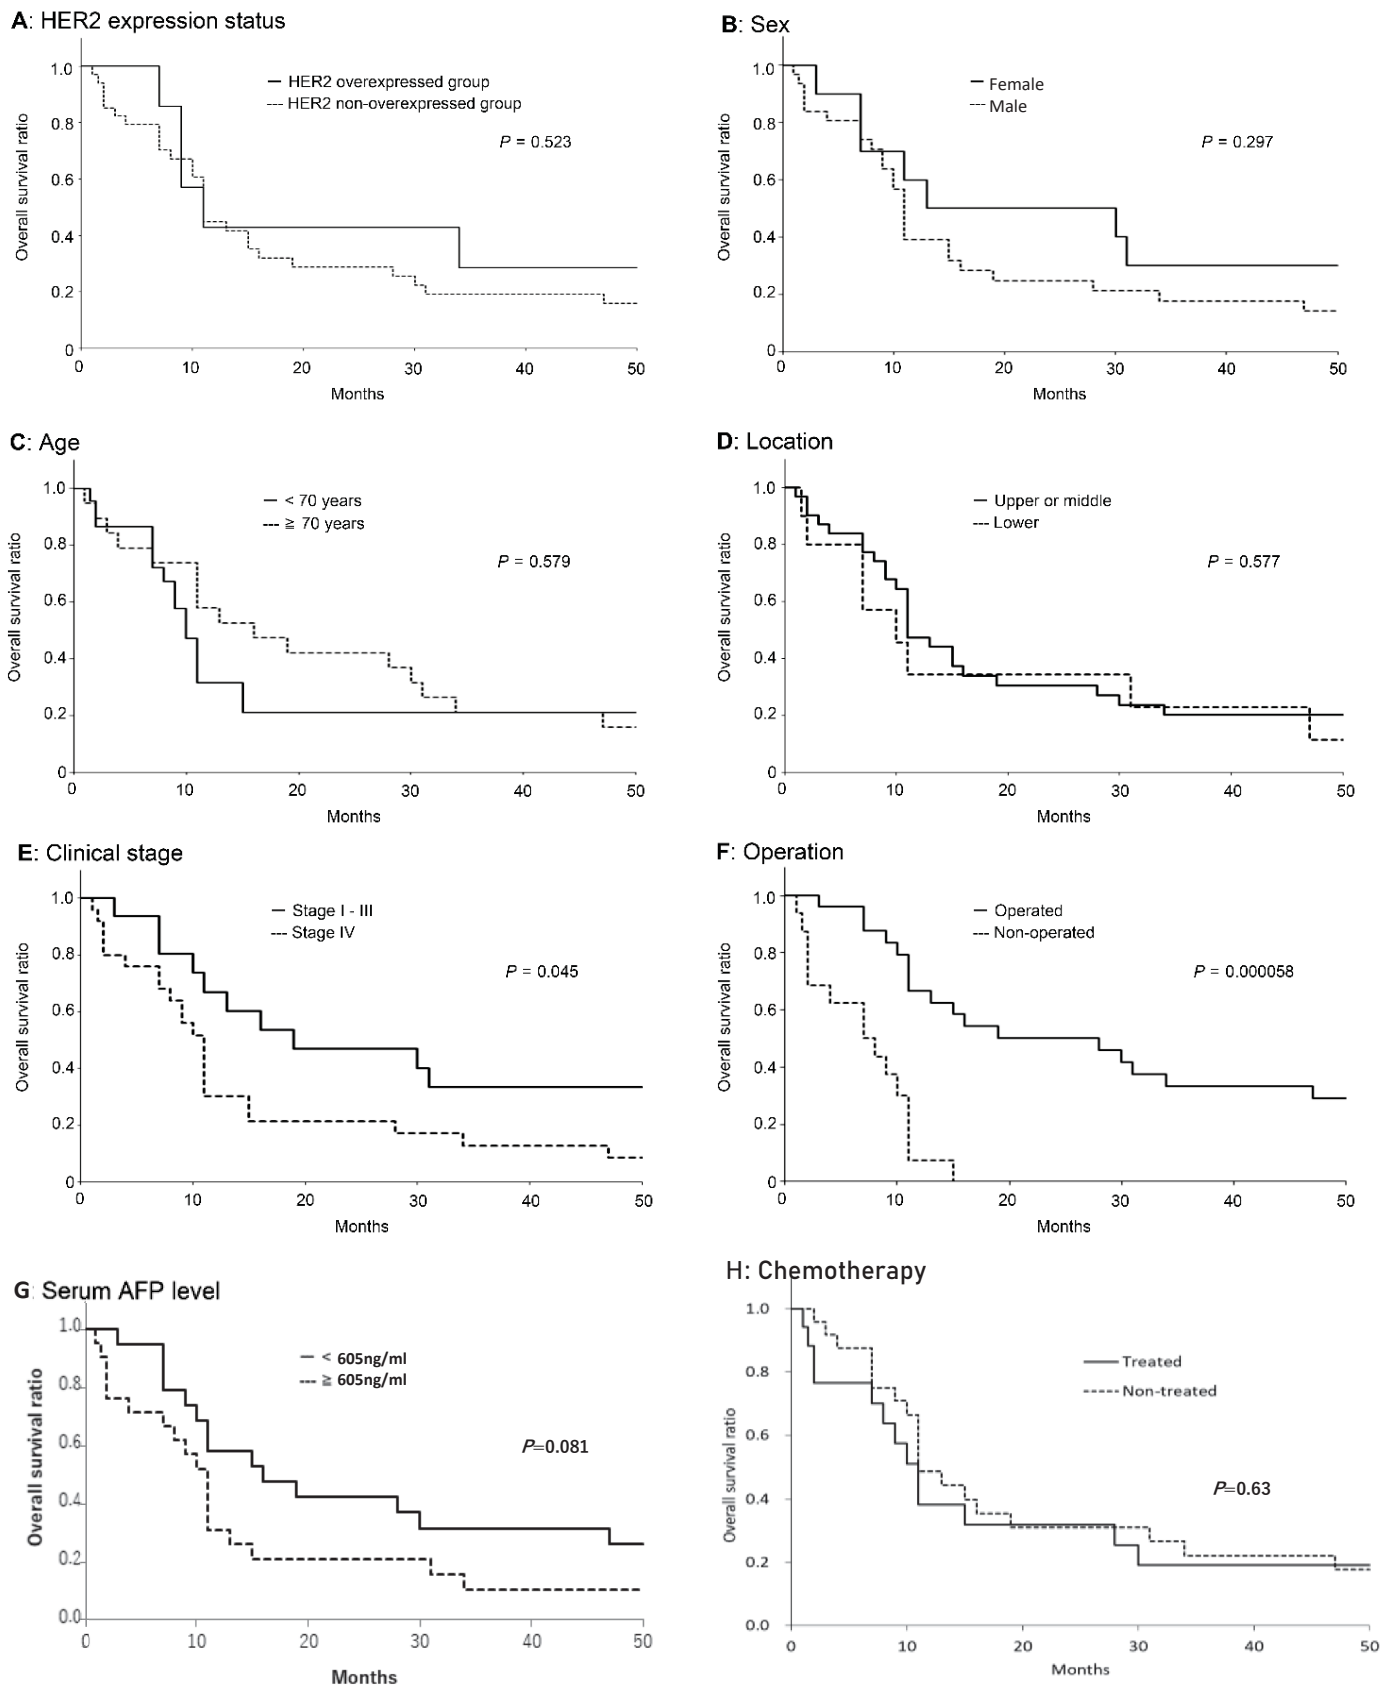 A: HER2 expression status
1.0
0.8
0.6
0.4
0.2
0
Overall survival ratio
HER2 overexpressed group
HER2 non-overexpressed group
P = 0.523
0 10 20 30 40 50
Months
B: Sex
1.0
0.8
0.6
0.4
0.2
0
Overall survival ratio
Female
Male
P = 0.297
0 10 20 30 40 50
Months
C: Age
1.0
0.8
0.6
0.4
0.2
0
Overall survival ratio
< 70 years
≧ 70 years
P = 0.579
0 10 20 30 40 50
Months
D: Location
1.0
0.8
0.6
0.4
0.2
0
Overall survival ratio
Upper or middle
Lower
P = 0.577
0 10 20 30 40 50
Months
E: Clinical stage
1.0
0.8
0.6
0.4
0.2
0
Overall survival ratio
Stage I - III
Stage IV
P = 0.045
0 10 20 30 40 50
Months
F: Operation
1.0
0.8
0.6
0.4
0.2
0
Overall survival ratio
Operated
Non-operated
P = 0.000058
0 10 20 30 40 50
Months
G: Serum AFP level
1.0
0.8
0.6
0.4
0.2
0.0
Overall survival ratio
< 605ng/ml
≧ 605ng/ml
P=0.081
0 10 20 30 40 50
Months
H: Chemotherapy
1.0
0.8
0.6
0.4
0.2
0.0
Overall survival ratio
Treated
Non-treated
P=0.63
0 10 20 30 40 50
Months